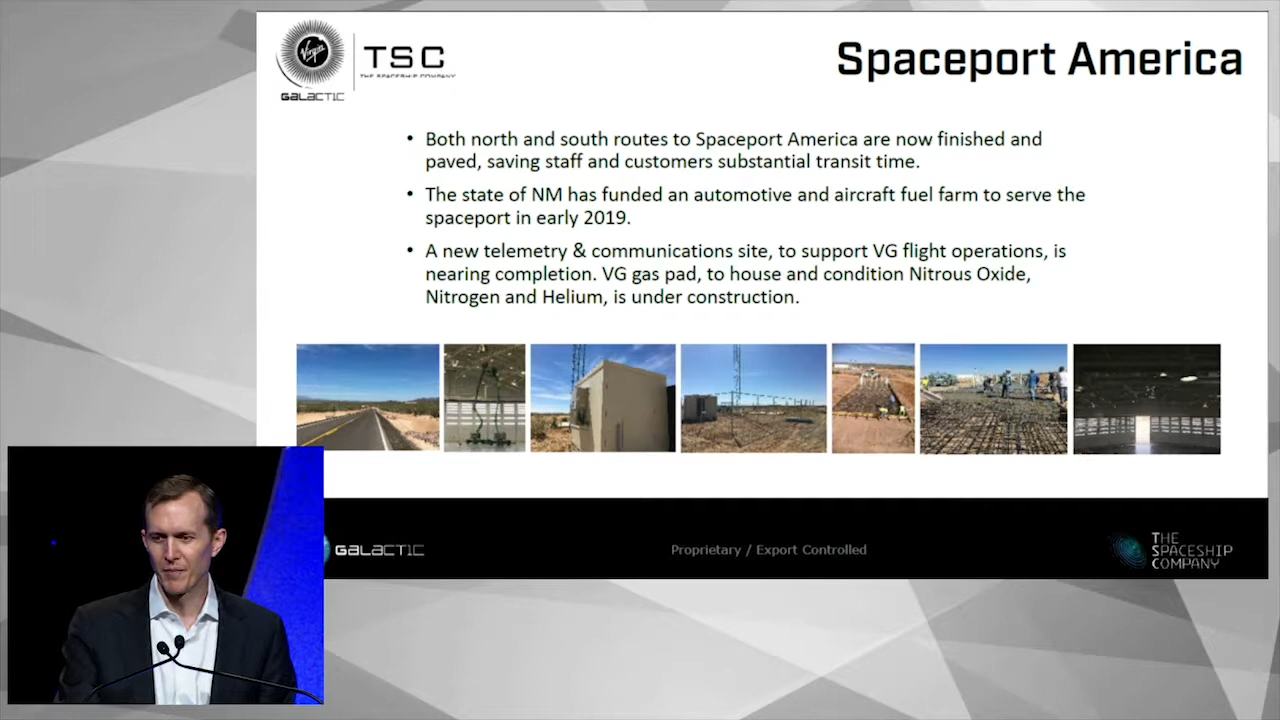 Virgin
GALACTIC
TSC
THE SPACESHIP COMPANY
Spaceport America
• Both north and south routes to Spaceport America are now finished and
paved, saving staff and customers substantial transit time.
• The state of NM has funded an automotive and aircraft fuel farm to serve the
spaceport in early 2019.
• A new telemetry & communications site, to support VG flight operations, is
nearing completion. VG gas pad, to house and condition Nitrous Oxide,
Nitrogen and Helium, is under construction.
GALACTIC
Proprietary / Export Controlled
THE
SPACESHIP
COMPANY